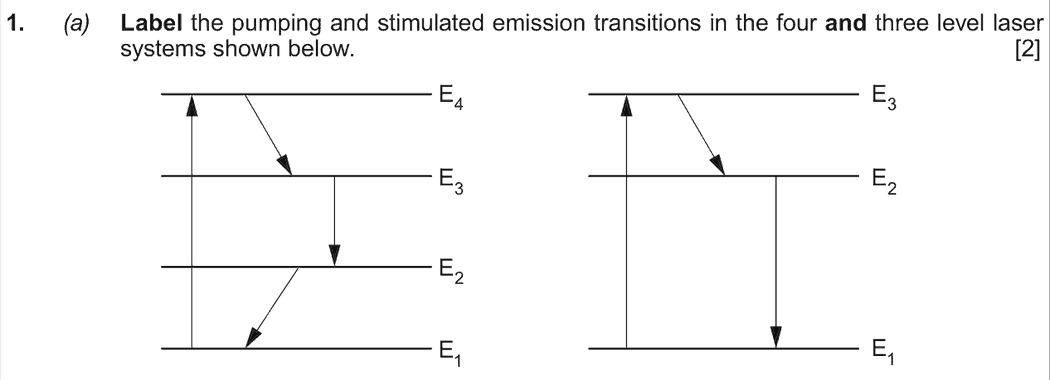 1. (a) Label the pumping and stimulated emission transitions in the four and three level laser
systems shown below. [2]
E₄
E₃
E₂
E₁
E₃
E₂
E₁